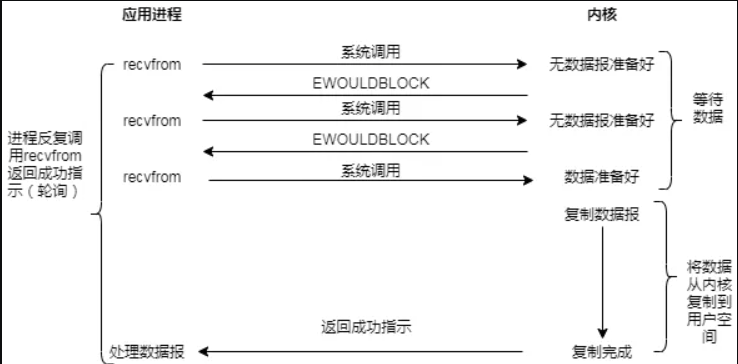 应用进程
内核
recvfrom
系统调用
无数据报准备好
EWOULDBLOCK
recvfrom
系统调用
无数据报准备好
EWOULDBLOCK
recvfrom
系统调用
数据准备好
等待
数据
进程反复调
用recvfrom
返回成功指
示（轮询）
复制数据报
将数据
从内核
复制到
用户空
间
返回成功指示
处理数据报
复制完成